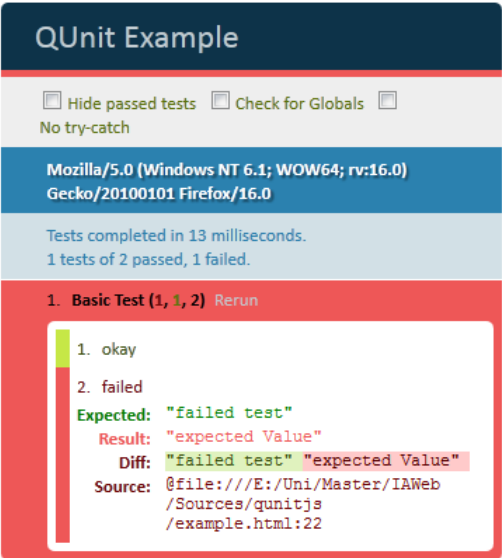 QUnit Example
Hide passed tests Check for Globals
No try-catch
Mozilla/5.0 (Windows NT 6.1; WOW64; rv:16.0)
Gecko/20100101 Firefox/16.0
Tests completed in 13 milliseconds.
1 tests of 2 passed, 1 failed.
1. Basic Test (1, 1, 2) Rerun
1. okay
2. failed
Expected: "failed test"
Result: "expected Value"
Diff: "failed test" "expected Value"
Source: @file:///E:/Uni/Master/IAWeb
/Sources/qunitjs
/example.html:22